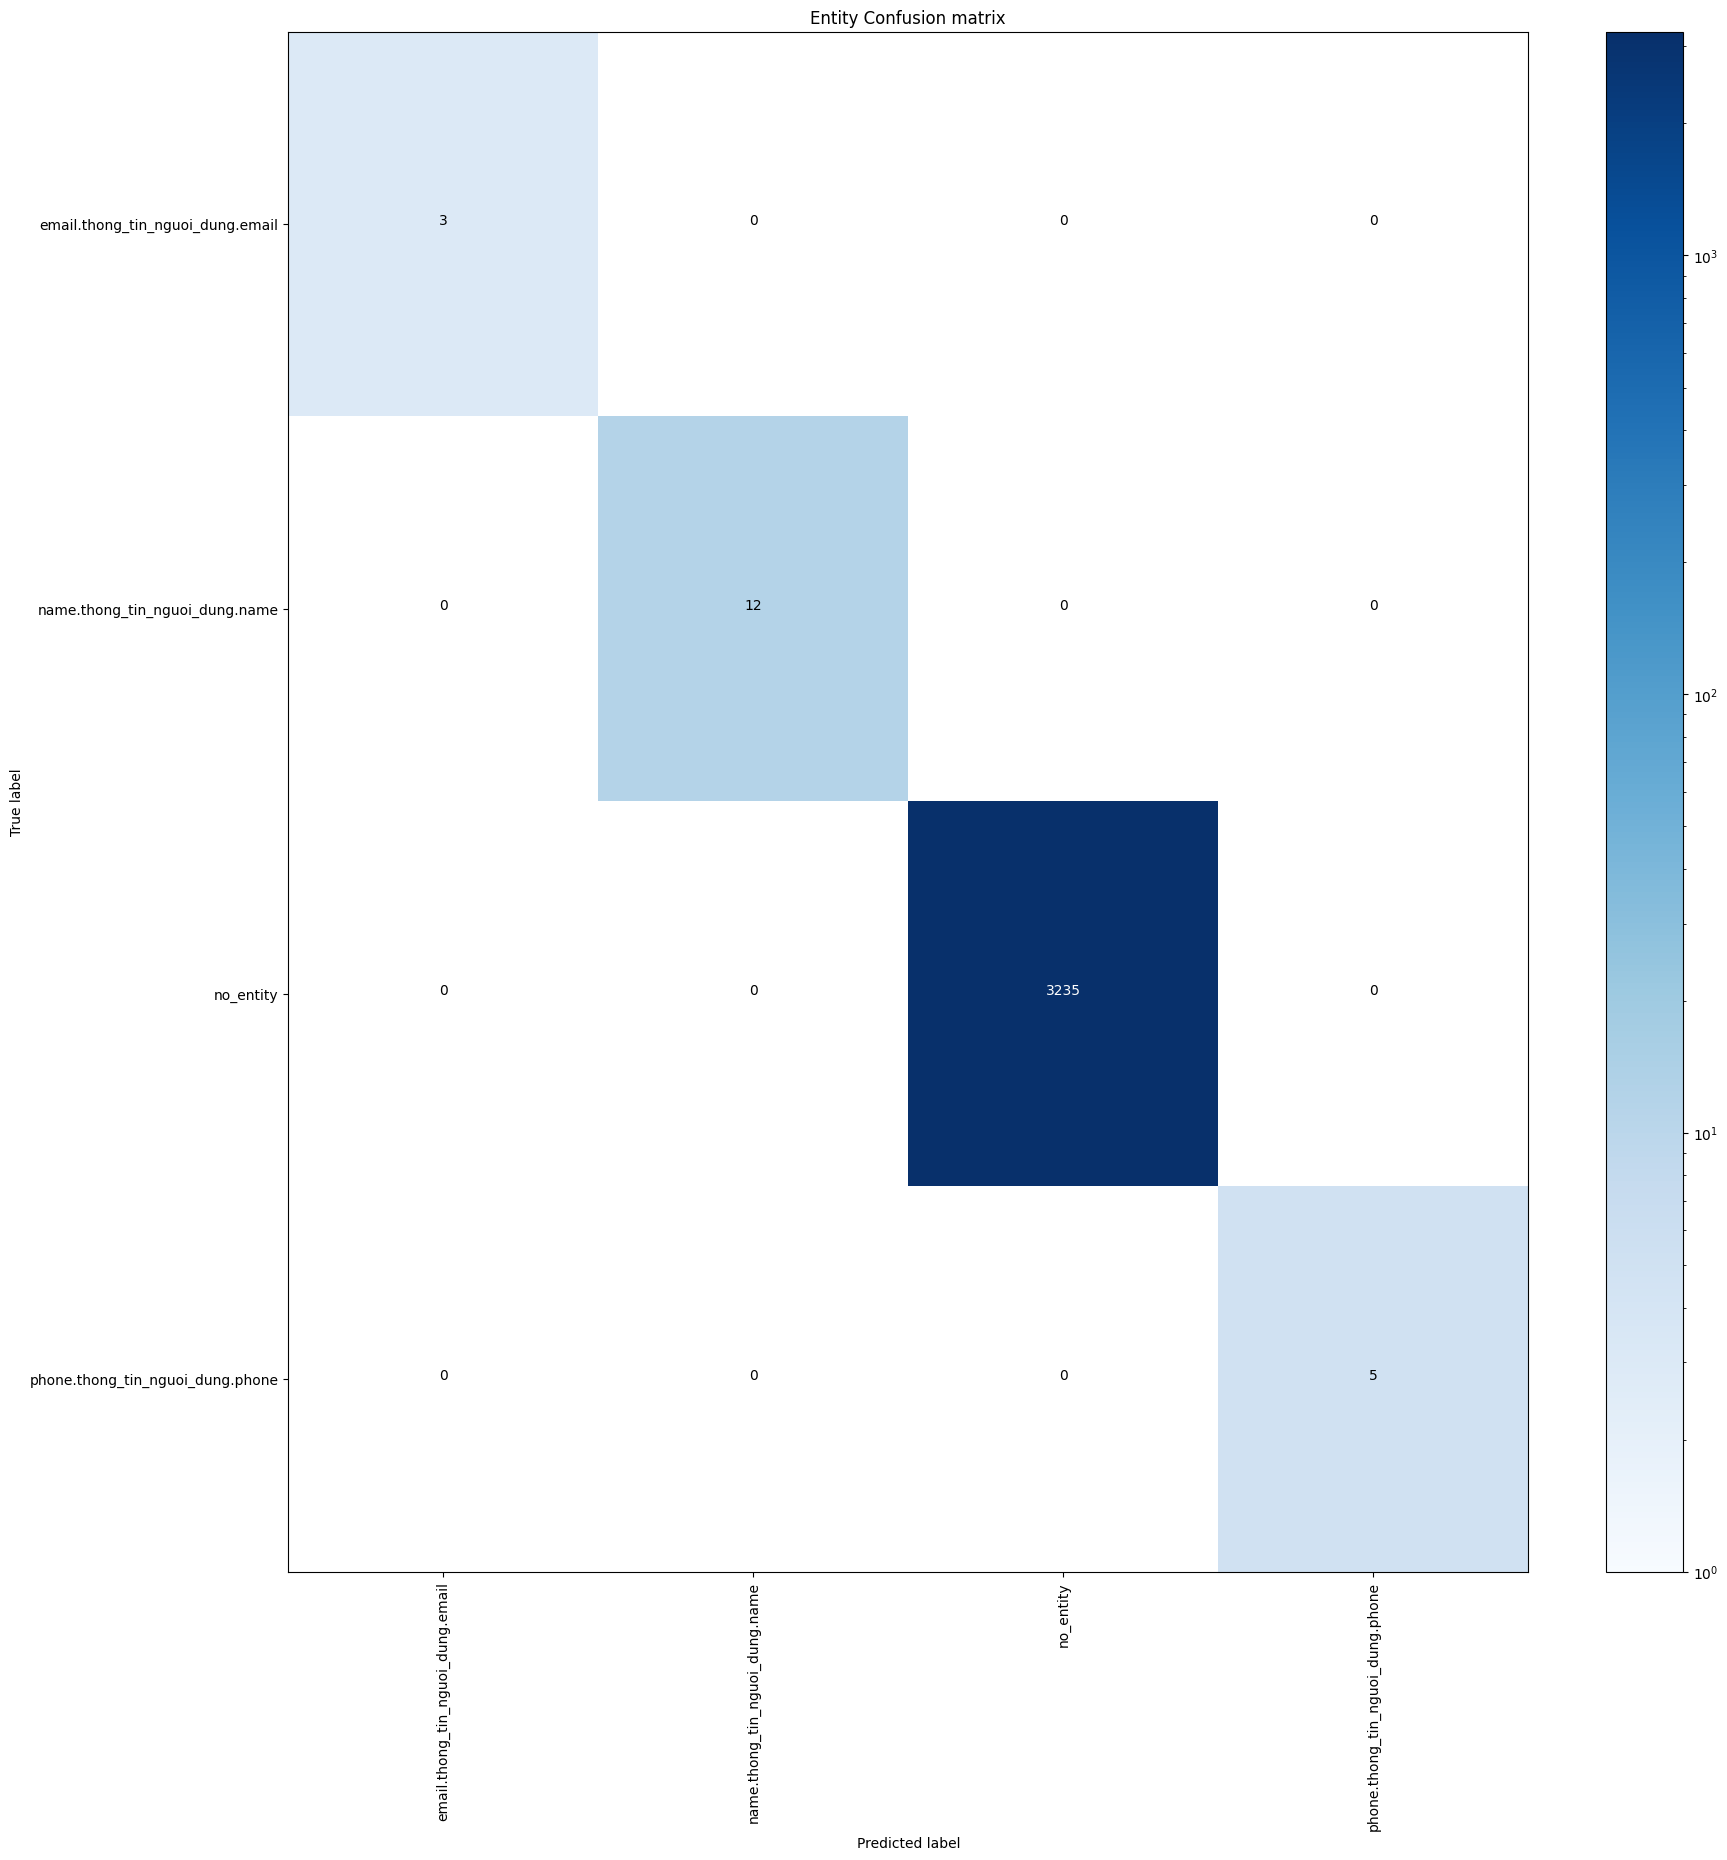 Entity Confusion matrix
True label
email.thong_tin_nguoi_dung.email
3 0 0 0
name.thong_tin_nguoi_dung.name
0 12 0 0
no_entity
0 0 3235 0
phone.thong_tin_nguoi_dung.phone
0 0 0 5
email.thong_tin_nguoi_dung.email
name.thong_tin_nguoi_dung.name
no_entity
phone.thong_tin_nguoi_dung.phone
Predicted label
10³
10²
10¹
10⁰